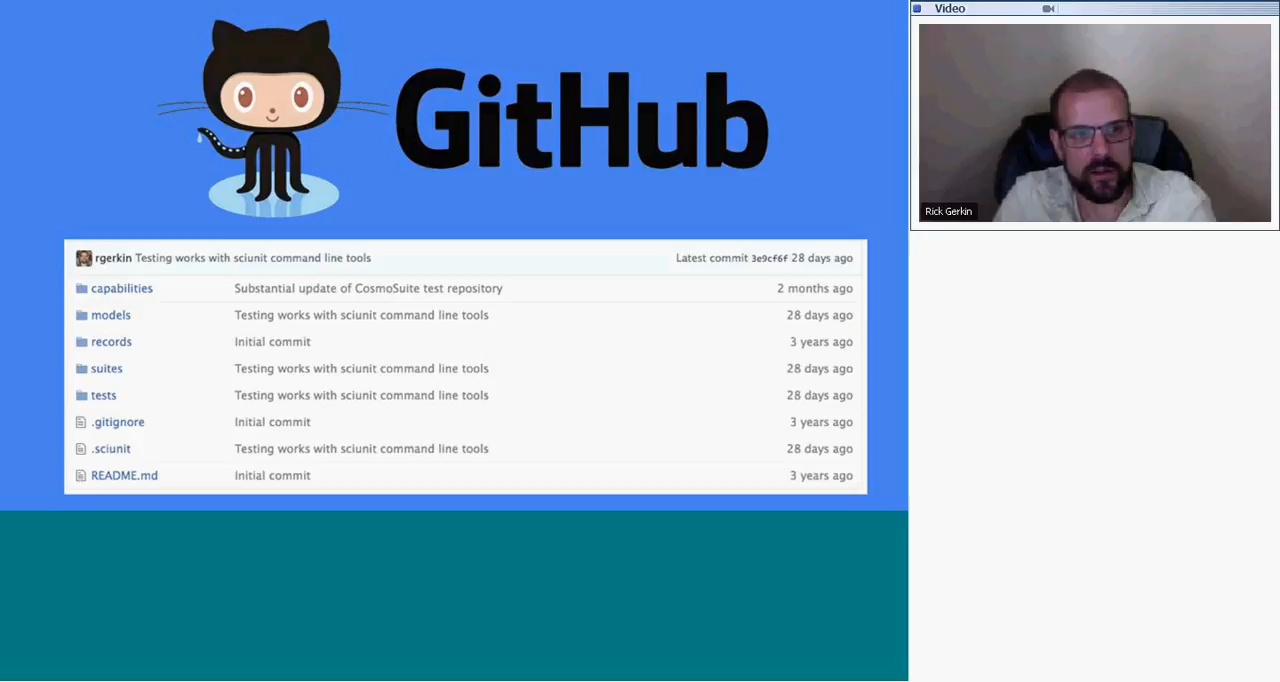 GitHub
rgerkin Testing works with sciunit command line tools Latest commit 3e9cf6f 28 days ago
capabilities Substantial update of CosmoSuite test repository 2 months ago
models Testing works with sciunit command line tools 28 days ago
records Initial commit 3 years ago
suites Testing works with sciunit command line tools 28 days ago
tests Testing works with sciunit command line tools 28 days ago
.gitignore Initial commit 3 years ago
.sciunit Testing works with sciunit command line tools 28 days ago
README.md Initial commit 3 years ago
Video
Rick Gerkin